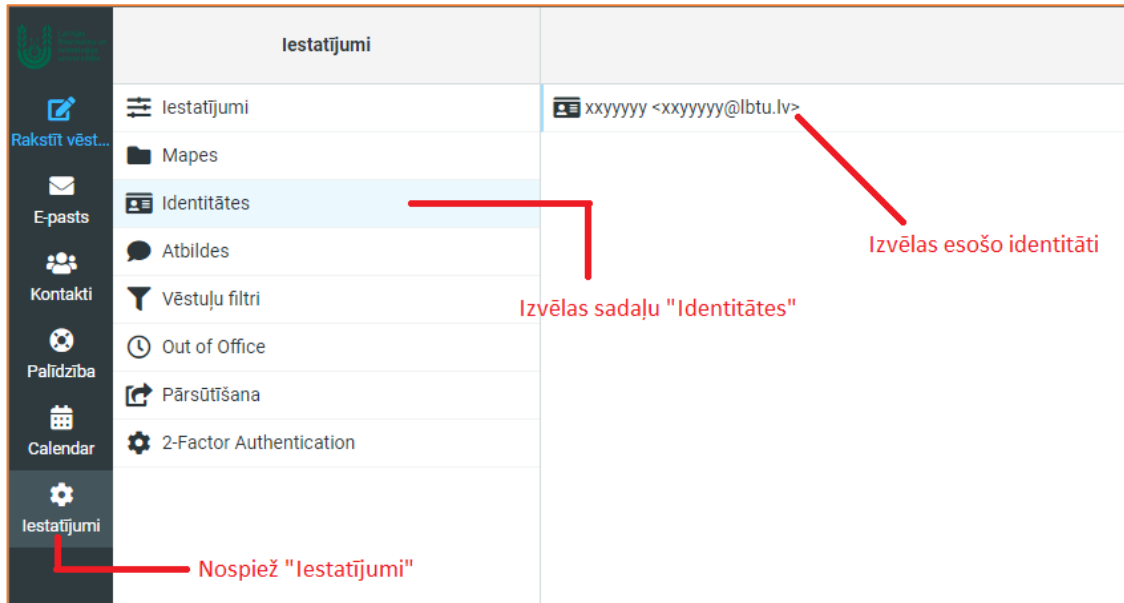 Iestatījumi
Rakstīt vēst...
E-pasts
Kontakti
Palīdzība
Calendar
Iestatījumi
Iestatījumi
Mapes
Identitātes
Atbildes
Vēstuļu filtri
Out of Office
Pārsūtīšana
2-Factor Authentication
xxyyyyy <xxyyyyy@lbtu.lv>
Izvēlas esošo identitāti
Izvēlas sadaļu "Identitātes"
Nospiež "Iestatījumi"